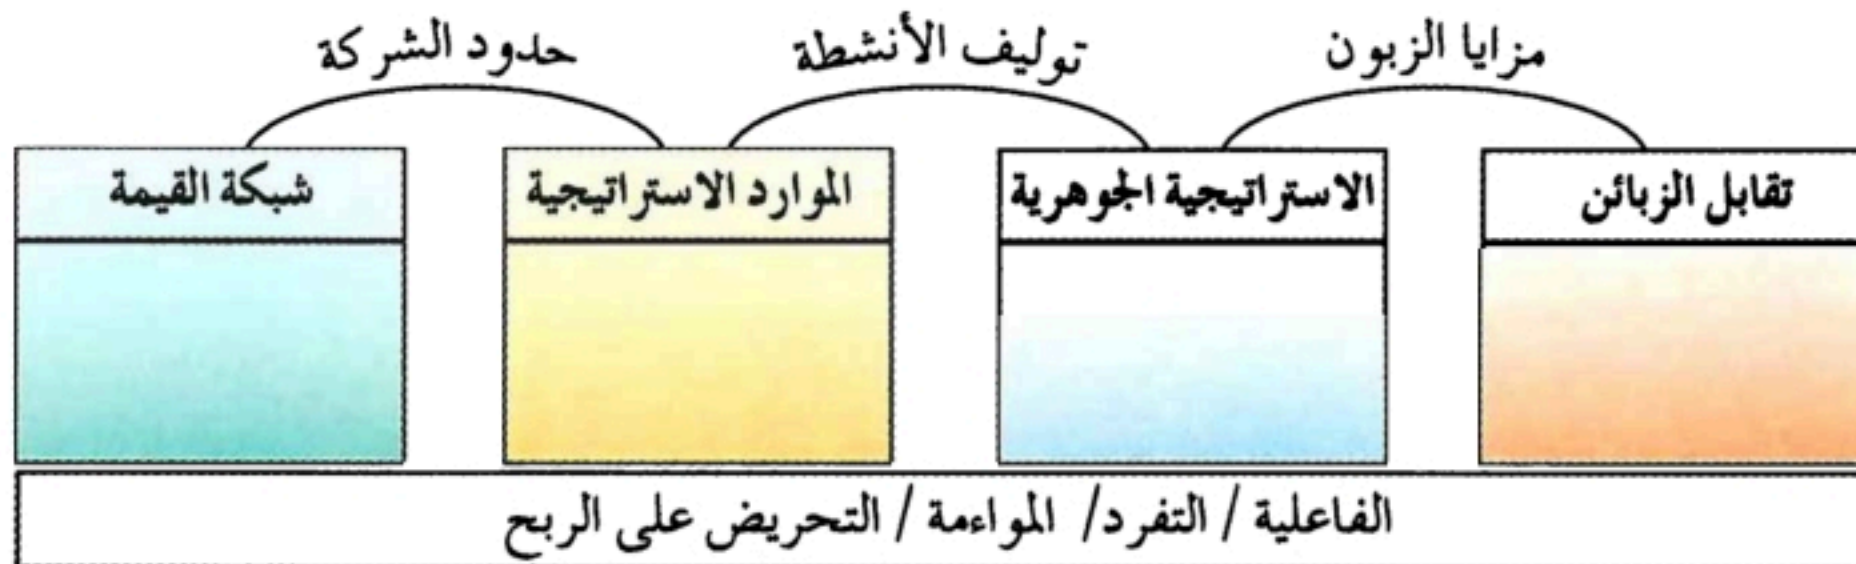 مزايا الزبون
توليف الأنشطة
حدود الشركة
تقابل الزبائن
الاستراتيجية الجوهرية
الموارد الاستراتيجية
شبكة القيمة
الفاعلية / التفرد/ المواءمة / التحريض على الربح